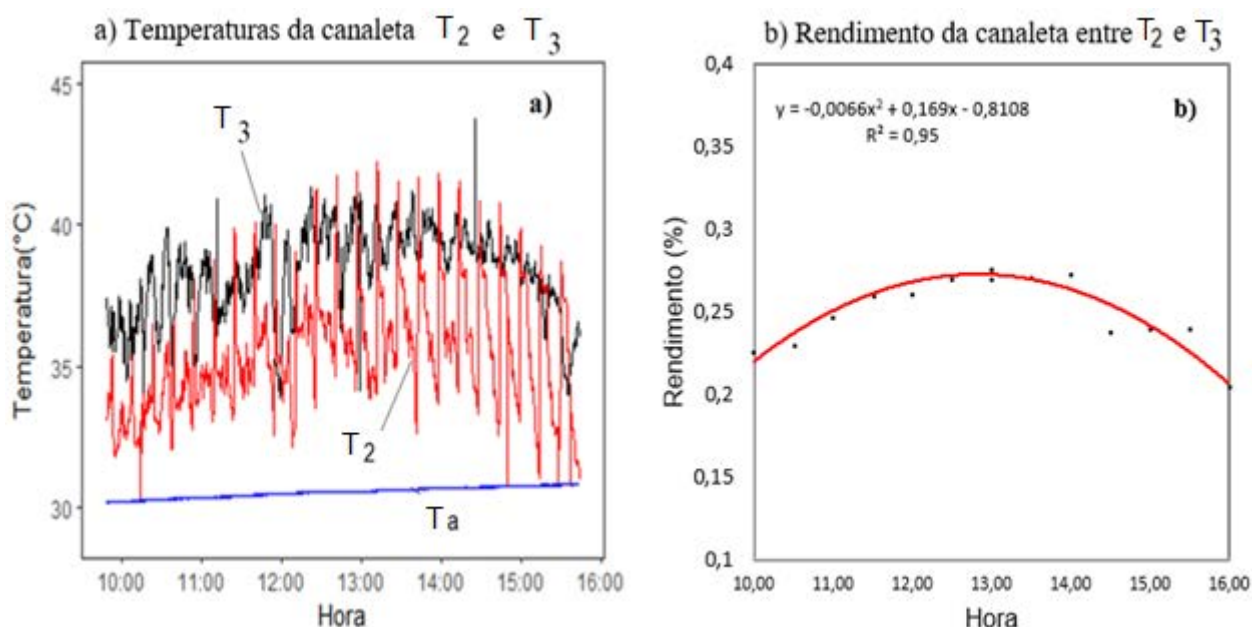 a) Temperaturas da canaleta T2 e T3
45
40
35
30
Temperatura(°C)
a)
T3
T2
Ta
10:00 11:00 12:00 13:00 14:00 15:00 16:00
Hora
b) Rendimento da canaleta entre T2 e T3
0,4
0,35
0,3
0,25
0,2
0,15
0,1
Rendimento (%)
y = -0,0066x² + 0,169x - 0,8108
R² = 0,95
b)
10,00 11,00 12,00 13,00 14,00 15,00 16,00
Hora